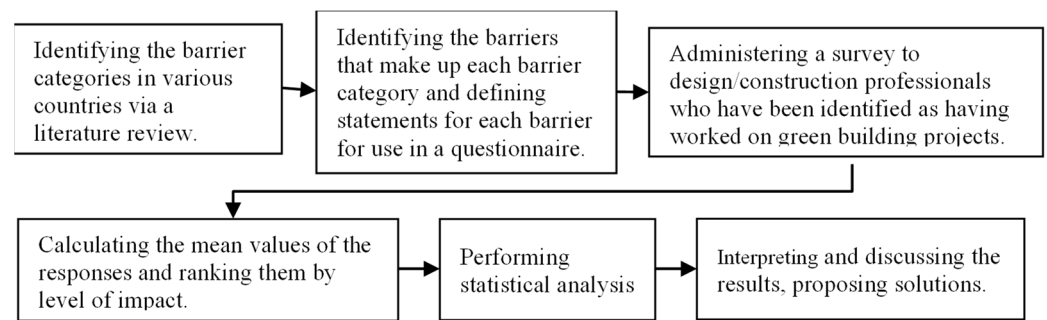 Identifying the barrier
categories in various
countries via a
literature review.
Identifying the barriers
that make up each barrier
category and defining
statements for each barrier
for use in a questionnaire.
Administering a survey to
design/construction professionals
who have been identified as having
worked on green building projects.
Calculating the mean values of the
responses and ranking them by
level of impact.
Performing
statistical analysis
Interpreting and discussing the
results, proposing solutions.